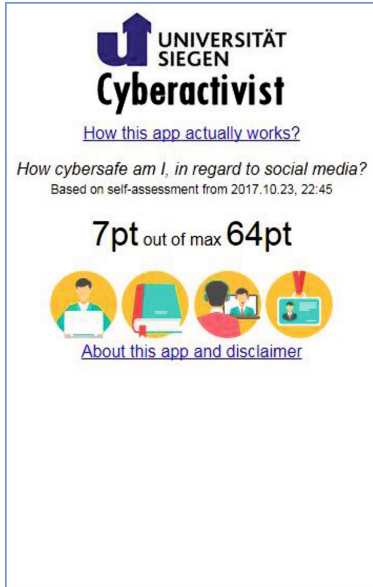 UNIVERSITÄT
SIEGEN
Cyberactivist
How this app actually works?
How cybersafe am I, in regard to social media?
Based on self-assessment from 2017.10.23, 22:45
7pt out of max 64pt
About this app and disclaimer